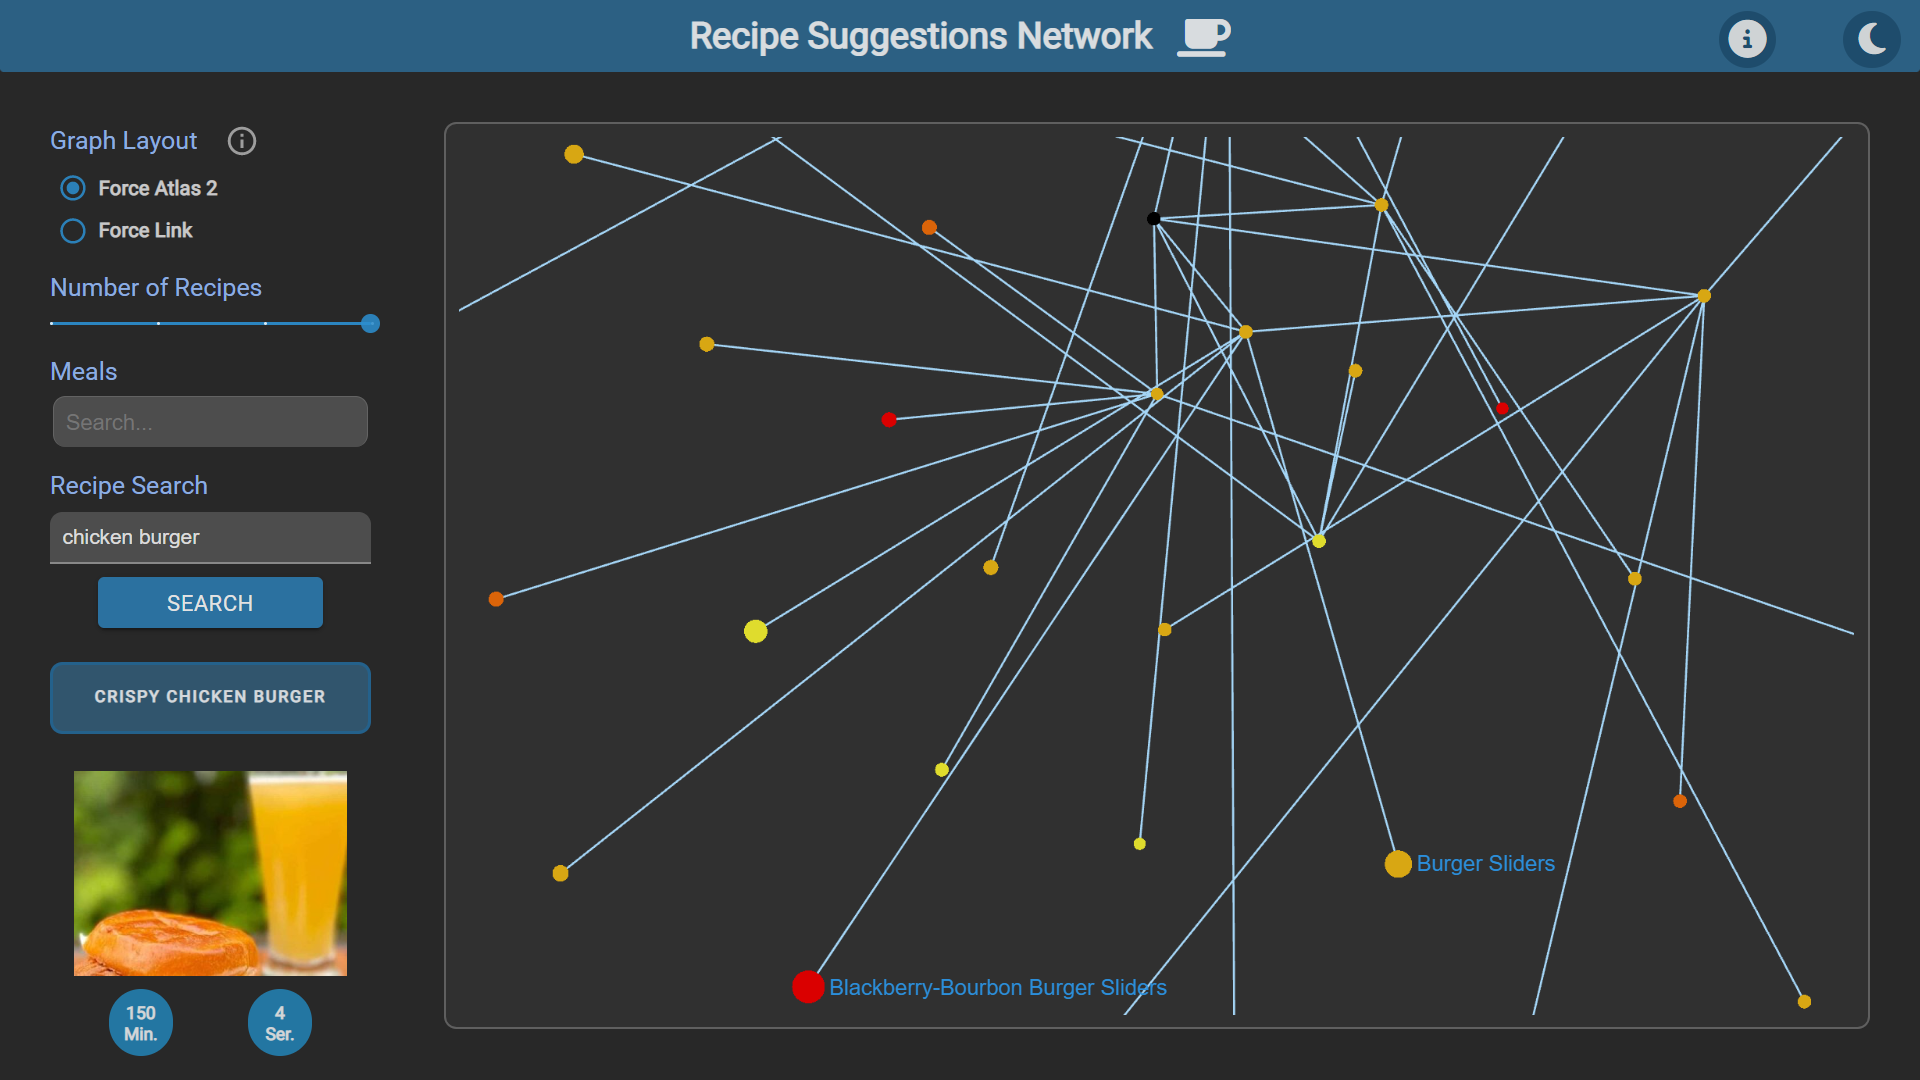 Recipe Suggestions Network
Graph Layout
Force Atlas 2
Force Link
Number of Recipes
Meals
Search...
Recipe Search
chicken burger
SEARCH
CRISPY CHICKEN BURGER
150
Min.
4
Ser.
Burger Sliders
Blackberry-Bourbon Burger Sliders